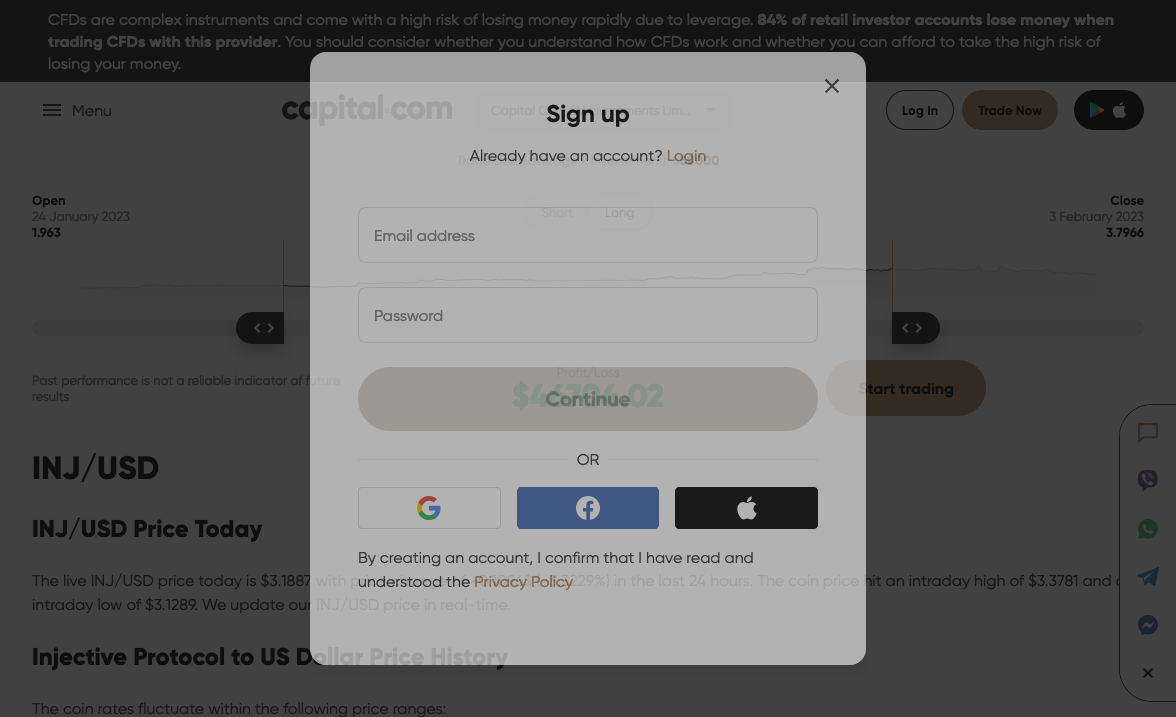 CFDs are complex instruments and come with a high risk of losing money rapidly due to leverage. 84% of retail investor accounts lose money when
trading CFDs with this provider. You should consider whether you understand how CFDs work and whether you can afford to take the high risk of
losing your money.
Menu
capital.com
Capital
ments Lim...
Log In
Trade Now
Sign up
Already have an account? Login
Open
24 January 2023
1.963
Close
3 February 2023
3.7966
Short
Long
Email address
Password
Past performance is not a reliable indicator of future
results
Profit/Loss
Continue
Start trading
OR
INJ/USD
INJ/USD Price Today
By creating an account, I confirm that I have read and
understood the Privacy Policy
The live INJ/USD price today is $3.1887 with
in the last 24 hours. The coin price hit an intraday high of $3.3781 and
intraday low of $3.1289. We update our INJ/USD price in real-time.
Injective Protocol to US Dollar Price History
The coin rates fluctuate within the following price ranges: